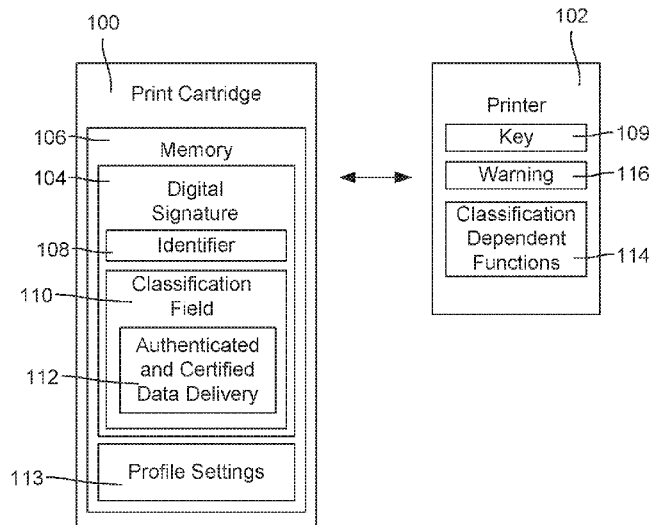 100
Print Cartridge
106
Memory
104
Digital
Signature
108
Identifier
110
Classification
Field
112
Authenticated
and Certified
Data Delivery
113
Profile Settings
102
Printer
Key
109
Warning
116
Classification
Dependent
Functions
114